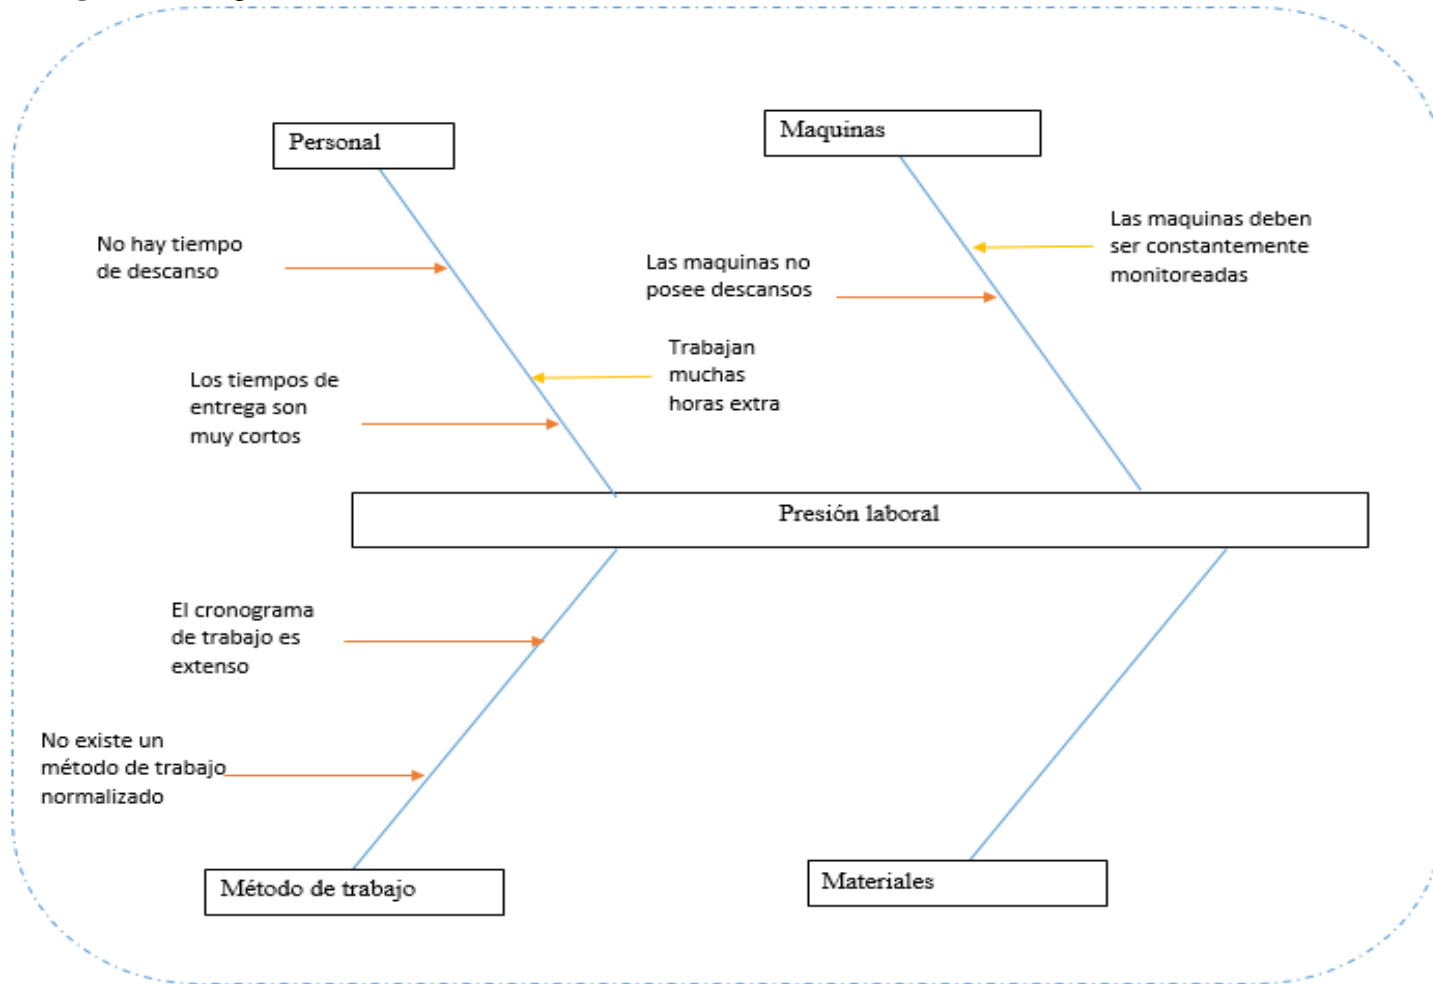 Personal
Maquinas
No hay tiempo
de descanso
Las maquinas no
posee descansos
Las maquinas deben
ser constantemente
monitoreadas
Los tiempos de
entrega son
muy cortos
Trabajan
muchas
horas extra
Presión laboral
El cronograma
de trabajo es
extenso
No existe un
método de trabajo
normalizado
Método de trabajo
Materiales